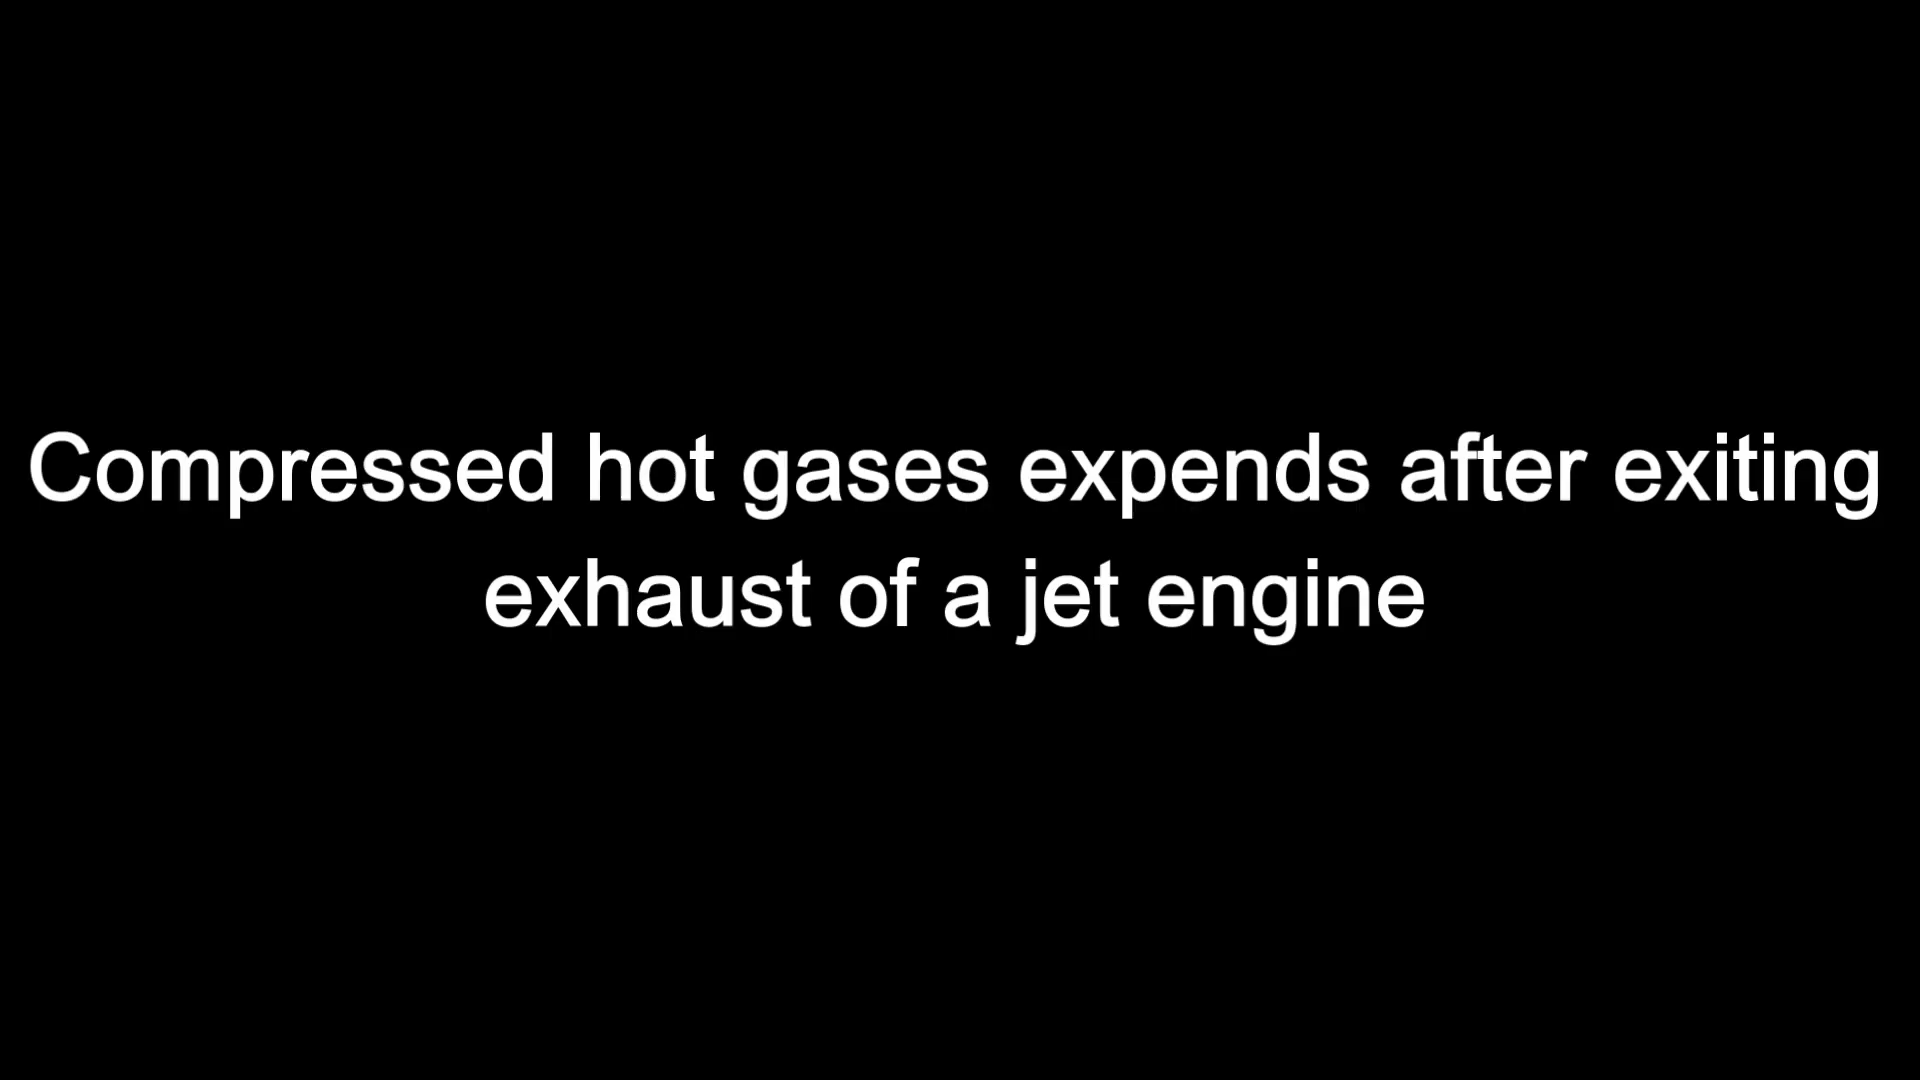 Compressed hot gases expends after exiting
exhaust of a jet engine